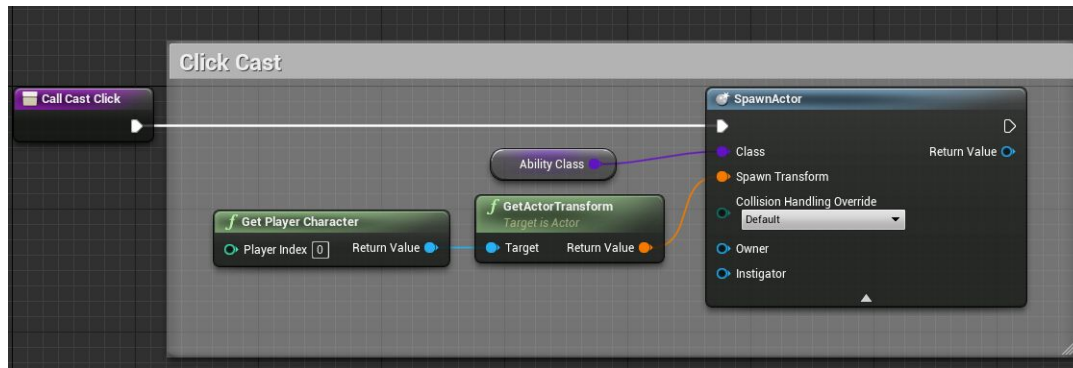 Click Cast
Call Cast Click
SpawnActor
Class
Return Value
Ability Class
Spawn Transform
Collision Handling Override
Default
f Get Player Character
Player Index 0
Return Value
f GetActorTransform
Target is Actor
Target
Return Value
Owner
Instigator